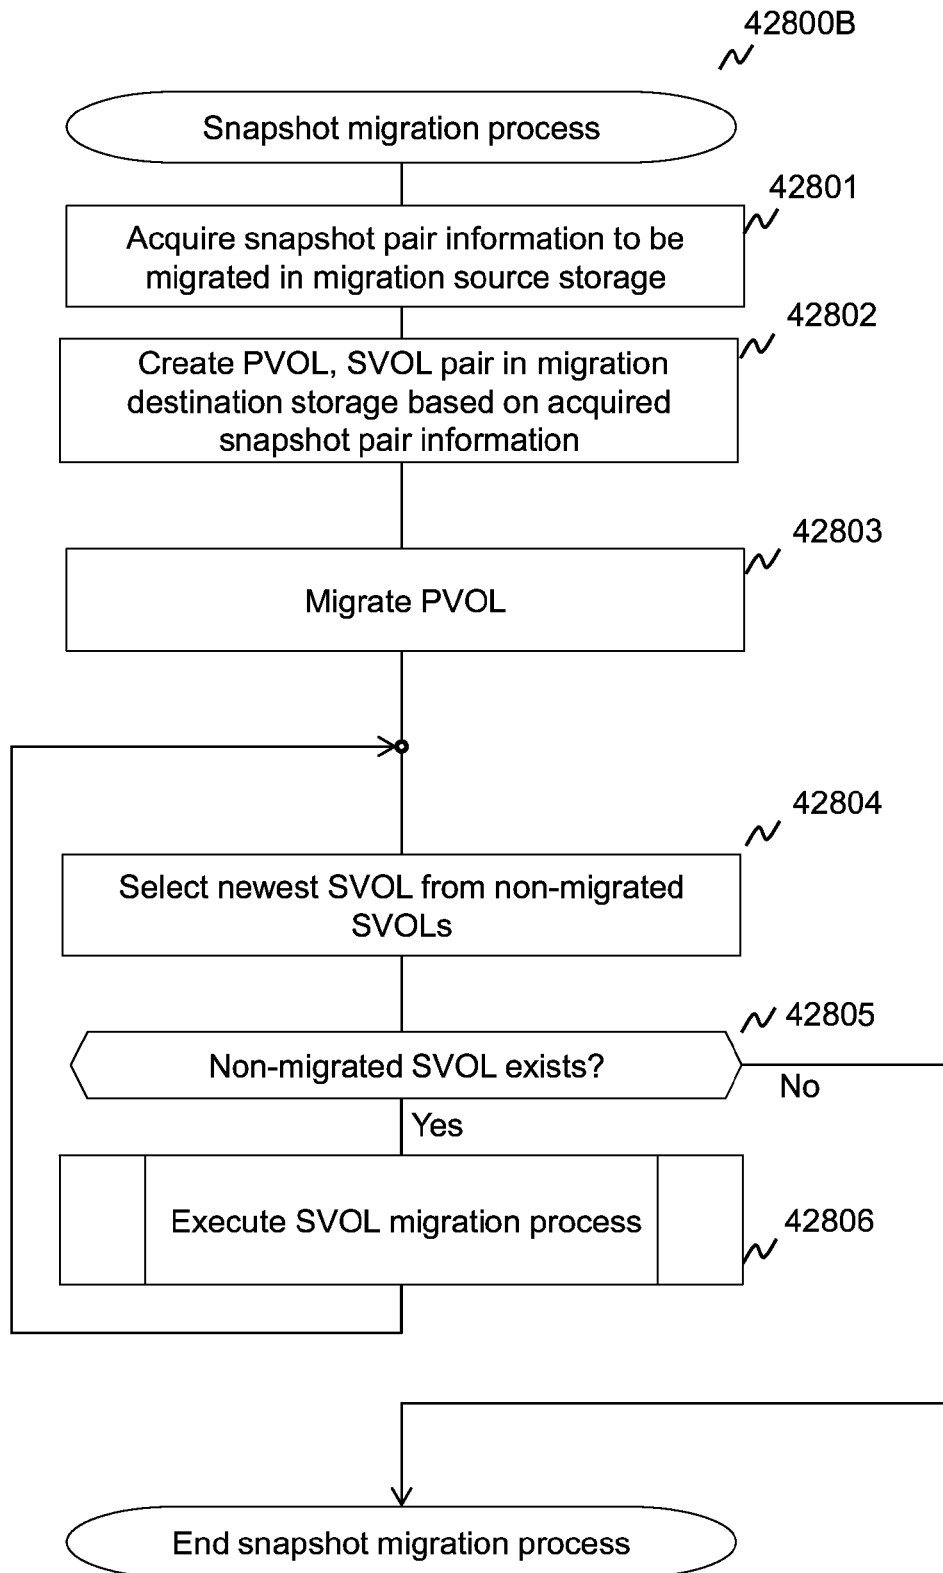 42800B
Snapshot migration process
42801
Acquire snapshot pair information to be
migrated in migration source storage
42802
Create PVOL, SVOL pair in migration
destination storage based on acquired
snapshot pair information
42803
Migrate PVOL
42804
Select newest SVOL from non-migrated
SVOLs
42805
Non-migrated SVOL exists?
No
Yes
Execute SVOL migration process
42806
End snapshot migration process